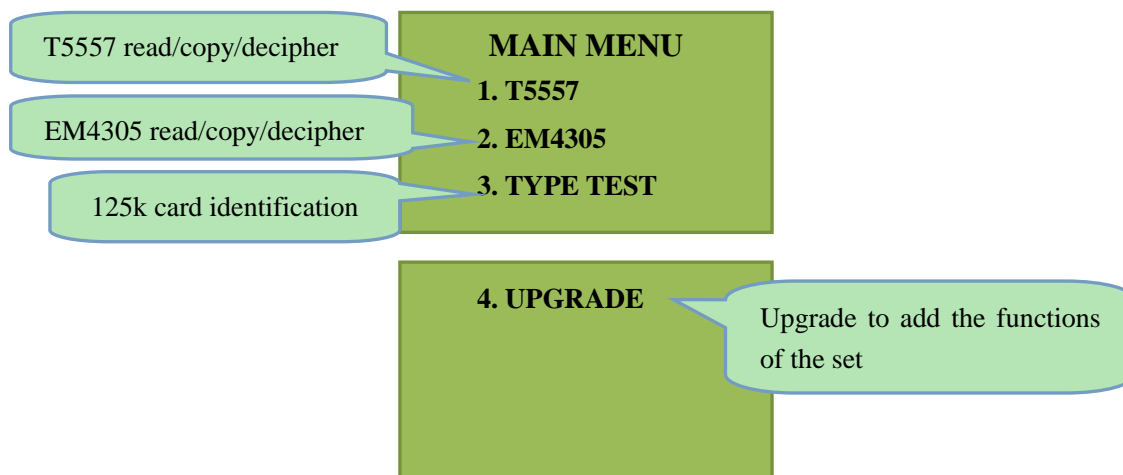 T5557 read/copy/decipher
MAIN MENU
1. T5557
EM4305 read/copy/decipher
2. EM4305
3. TYPE TEST
125k card identification
4. UPGRADE
Upgrade to add the functions
of the set